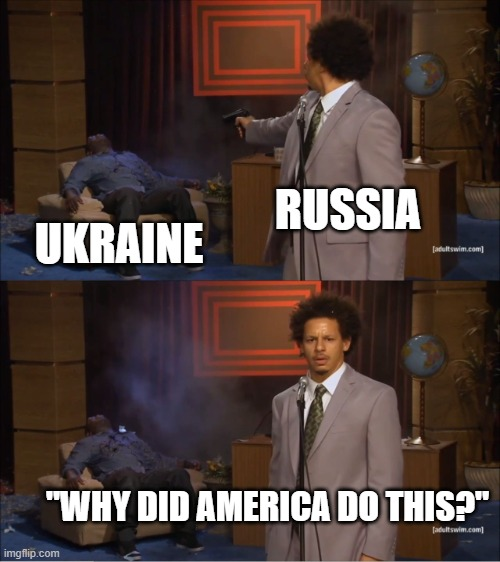 RUSSIA
UKRAINE
[adultswim.com]
"WHY DID AMERICA DO THIS?"
[adultswim.com]
imgflip.com